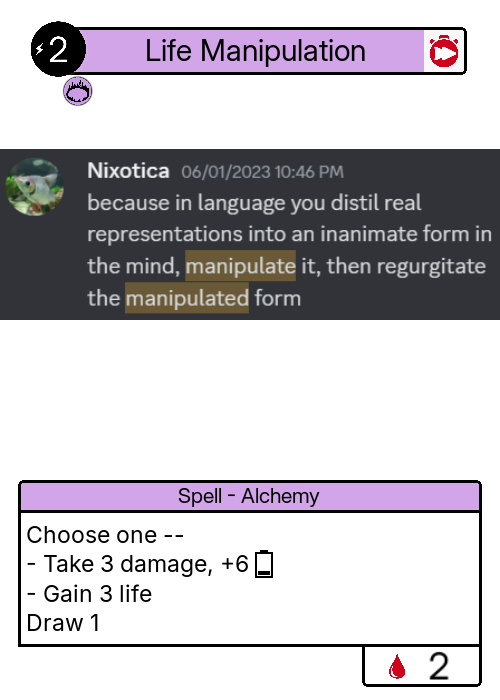 2
Life Manipulation
Nixotica 06/01/2023 10:46 PM
because in language you distil real
representations into an inanimate form in
the mind, manipulate it, then regurgitate
the manipulated form
Spell - Alchemy
Choose one --
- Take 3 damage, +6
- Gain 3 life
Draw 1
2